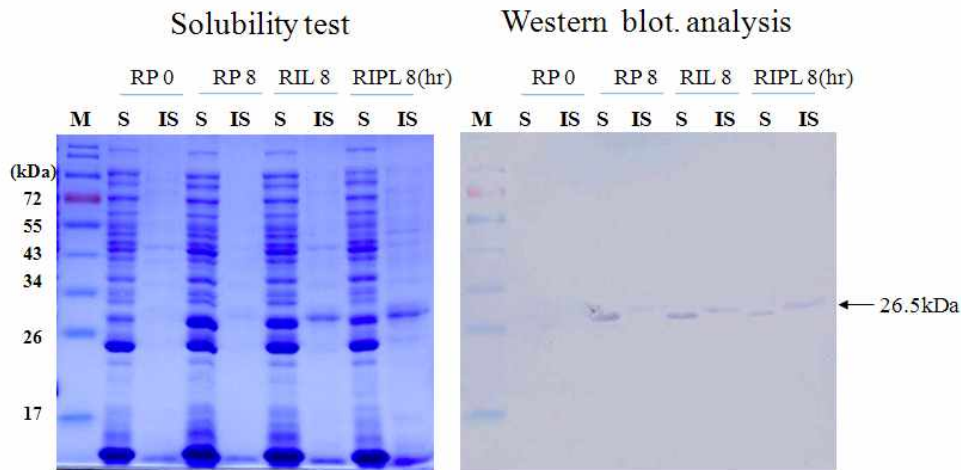 Solubility test
Western blot. analysis
RP 0 RP 8 RIL 8 RIPL 8(hr)
RP 0 RP 8 RIL 8 RIPL 8(hr)
M S IS S IS S IS S IS
M S IS S IS S IS S IS
(kDa)
72
55
43
34
26
17
26.5kDa